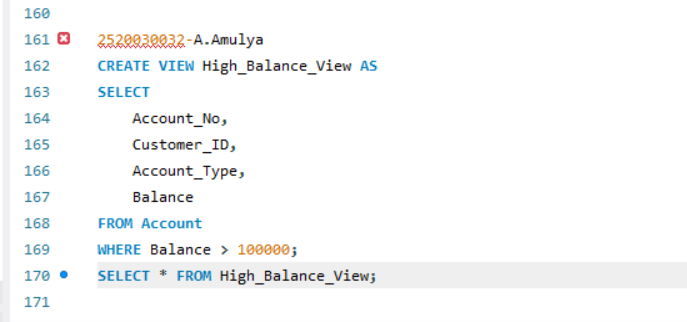 160
161 2520030032-A.Amulya
162 CREATE VIEW High_Balance_View AS
163 SELECT
164     Account_No,
165     Customer_ID,
166     Account_Type,
167     Balance
168 FROM Account
169 WHERE Balance > 100000;
170 SELECT * FROM High_Balance_View;
171